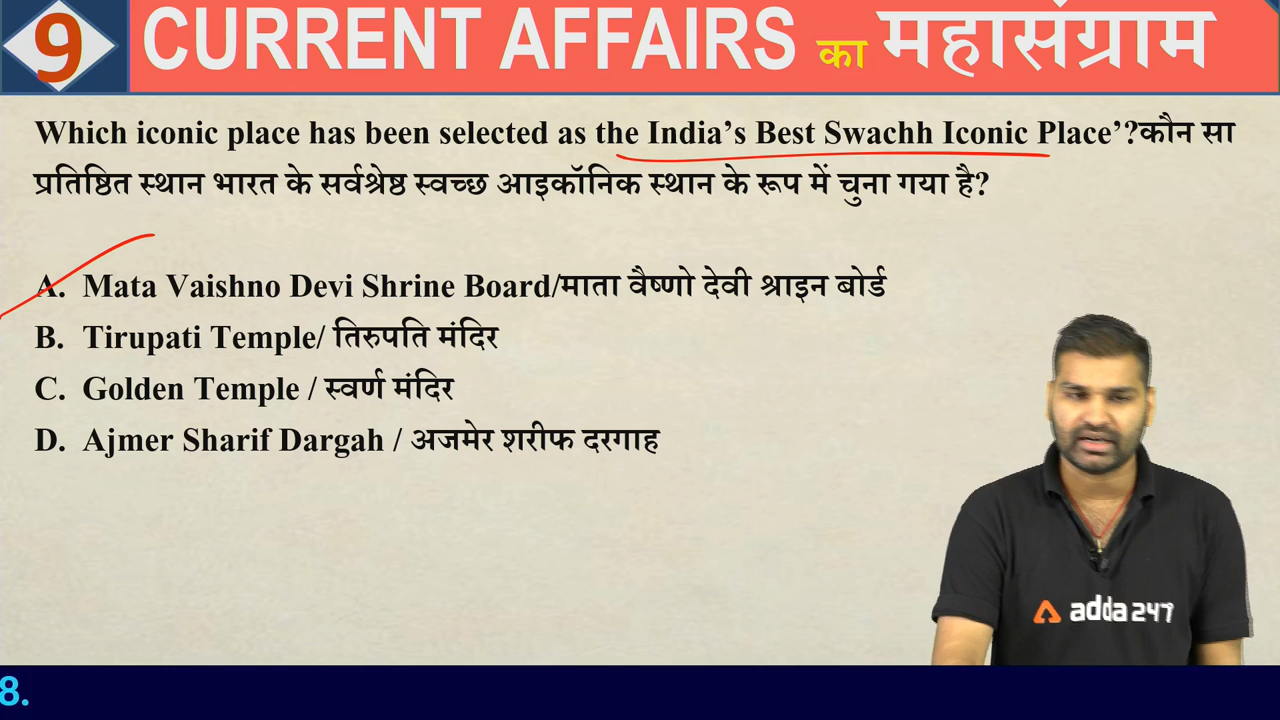 9 CURRENT AFFAIRS का महासंग्राम
Which iconic place has been selected as the India’s Best Swachh Iconic Place’?कौन सा
प्रतिष्ठित स्थान भारत के सर्वश्रेष्ठ स्वच्छ आइकॉनिक स्थान के रूप में चुना गया है?
A. Mata Vaishno Devi Shrine Board/माता वैष्णो देवी श्राइन बोर्ड
B. Tirupati Temple/ तिरुपति मंदिर
C. Golden Temple / स्वर्ण मंदिर
D. Ajmer Sharif Dargah / अजमेर शरीफ दरगाह
adda 247
8.